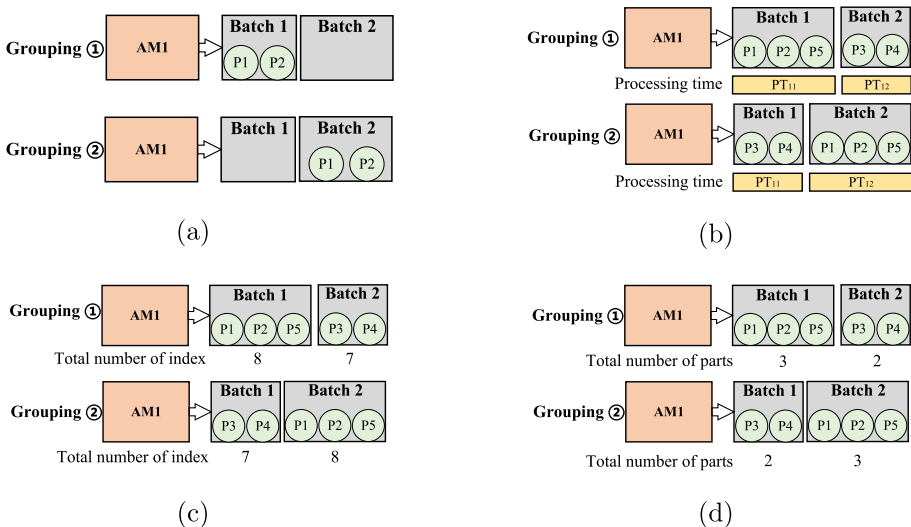 Grouping ① AM1 Batch 1 Batch 2
P1 P2
Grouping ② AM1 Batch 1 Batch 2
P1 P2
(a)
Grouping ① AM1 Batch 1 Batch 2
P1 P2 P5 P3 P4
Processing time PT11 PT12
Grouping ② AM1 Batch 1 Batch 2
P3 P4 P1 P2 P5
Processing time PT11 PT12
(b)
Grouping ① AM1 Batch 1 Batch 2
P1 P2 P5 P3 P4
Total number of index 8 7
Grouping ② AM1 Batch 1 Batch 2
P3 P4 P1 P2 P5
Total number of index 7 8
(c)
Grouping ① AM1 Batch 1 Batch 2
P1 P2 P5 P3 P4
Total number of parts 3 2
Grouping ② AM1 Batch 1 Batch 2
P3 P4 P1 P2 P5
Total number of parts 2 3
(d)